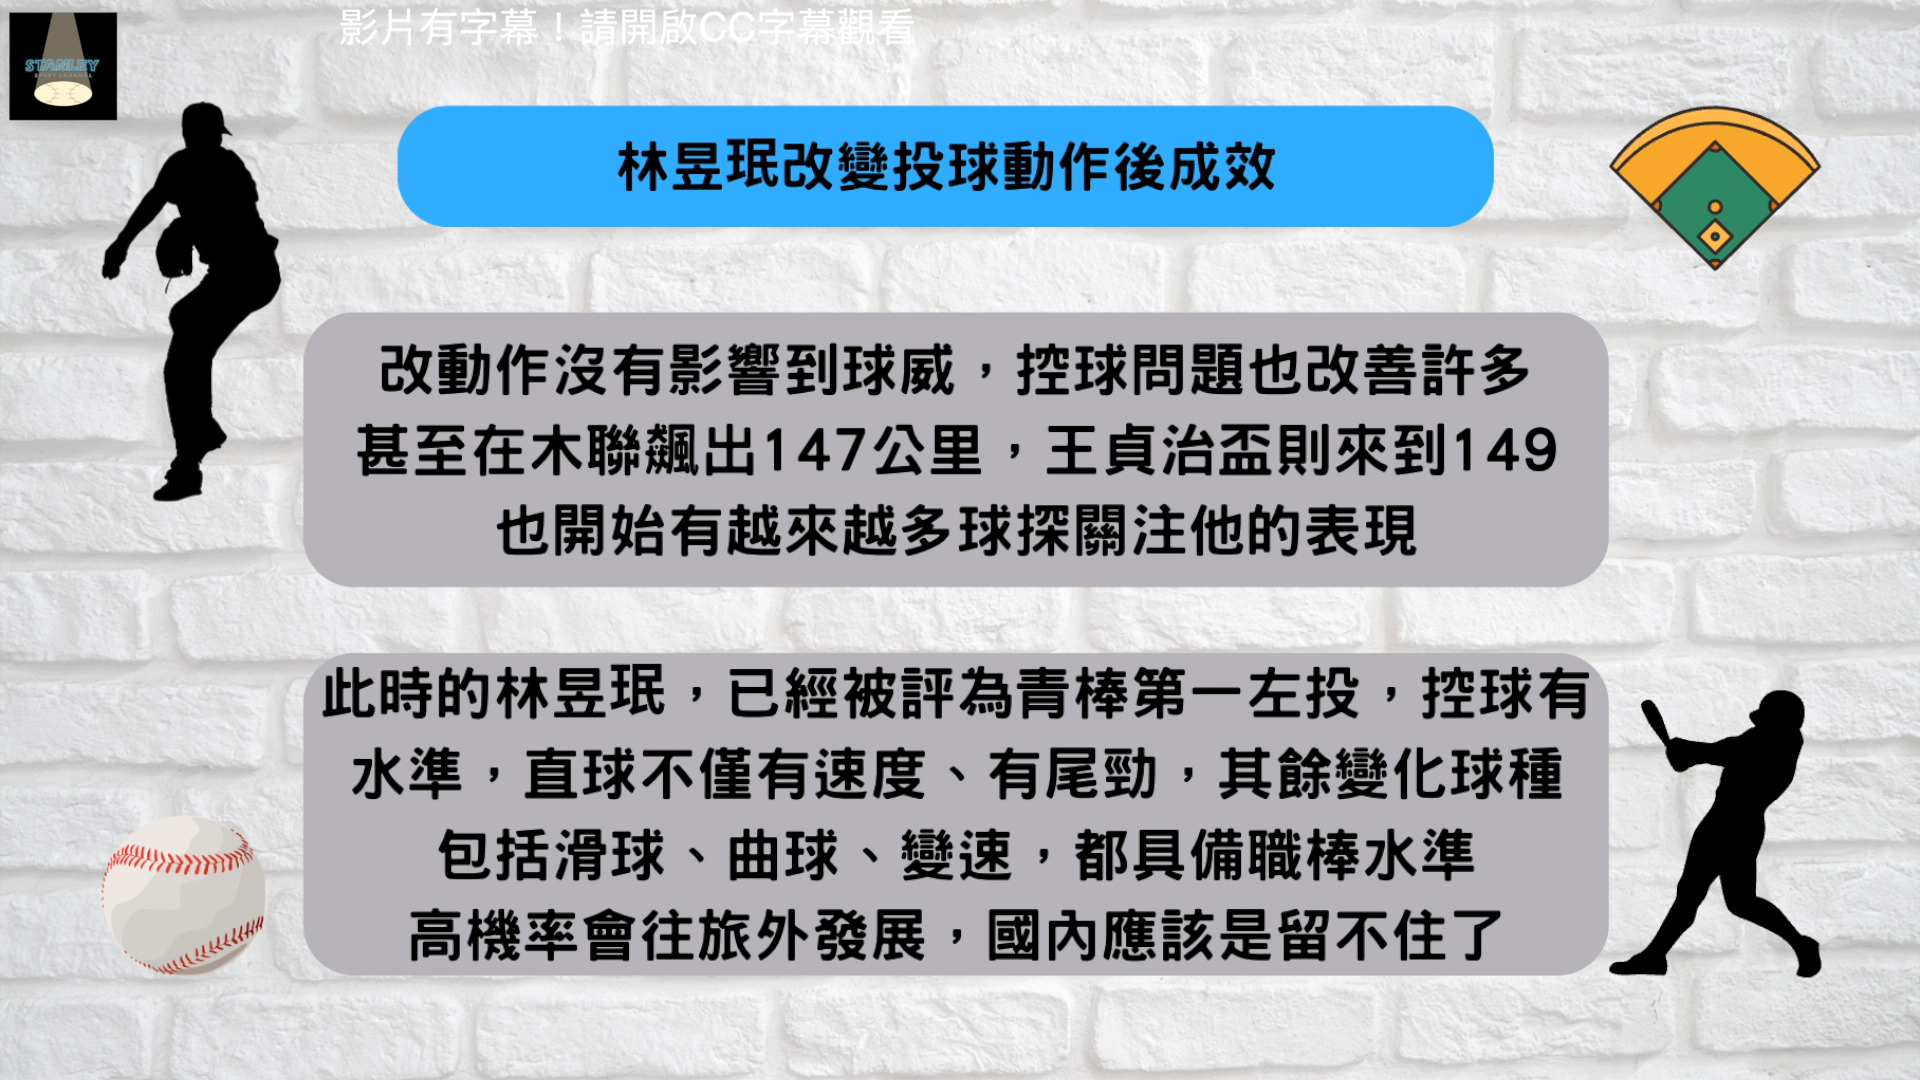 影片有字幕！請開啟CC字幕觀看
STANLEY
SPORT CHANNEL
林昱珉改變投球動作後成效
改動作沒有影響到球威，控球問題也改善許多
甚至在木聯飆出147公里，王貞治盃則來到149
也開始有越來越多球探關注他的表現
此時的林昱珉，已經被評為青棒第一左投，控球有
水準，直球不僅有速度、有尾勁，其餘變化球種
包括滑球、曲球、變速，都具備職棒水準
高機率會往旅外發展，國內應該是留不住了